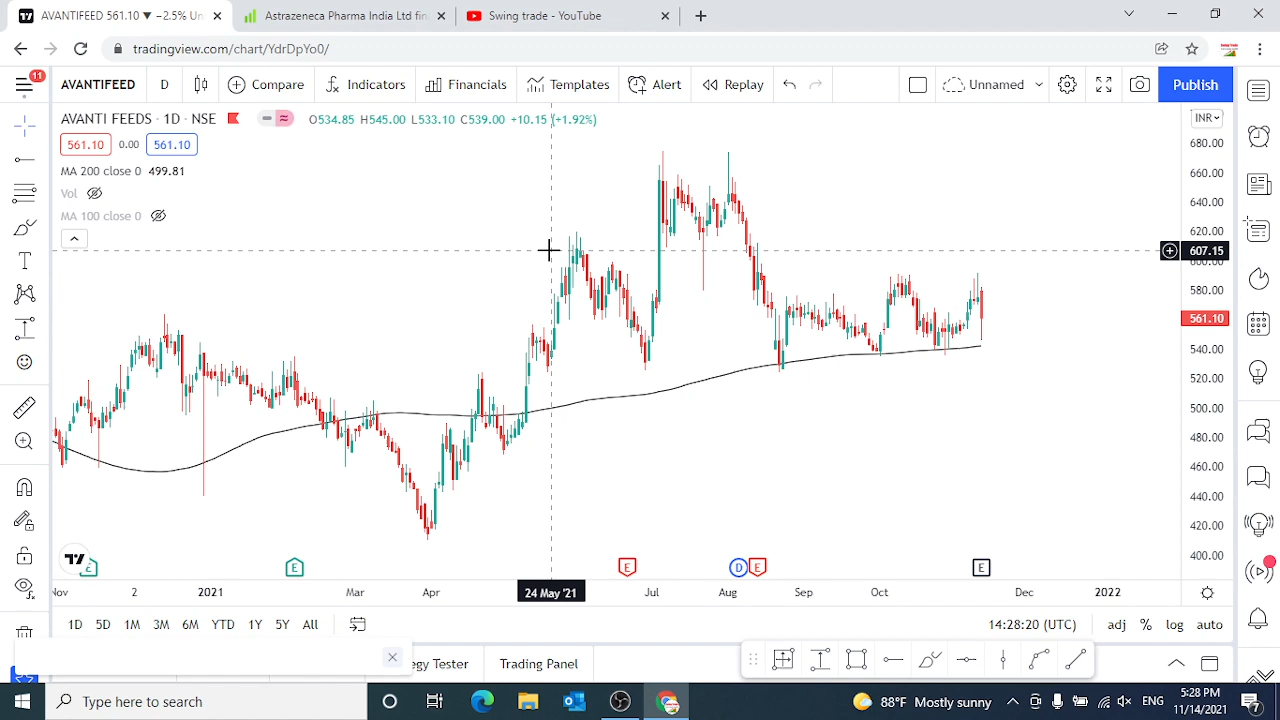 AVANTIFEED 561.10 ▼ −2.5% Un
Astrazeneca Pharma India Ltd fin
Swing trade - YouTube
tradingview.com/chart/YdrDpYo0/
11
AVANTIFEED
D
Compare
Indicators
Financials
Templates
Alert
Replay
Unnamed
Publish
AVANTI FEEDS · 1D · NSE
O534.85 H545.00 L533.10 C539.00 +10.15 (+1.92%)
INR
561.10 0.00 561.10
MA 200 close 0 499.81
Vol
MA 100 close 0
680.00
660.00
640.00
620.00
607.15
600.00
580.00
561.10
540.00
520.00
500.00
480.00
460.00
440.00
420.00
400.00
E E E D E E
Nov 2 2021 Mar Apr 24 May '21 Jul Aug Sep Oct Dec 2022
1D 5D 1M 3M 6M YTD 1Y 5Y All
14:28:20 (UTC) adj % log auto
egy Tester
Trading Panel
Type here to search
88°F Mostly sunny
ENG
5:28 PM
11/14/2021
7